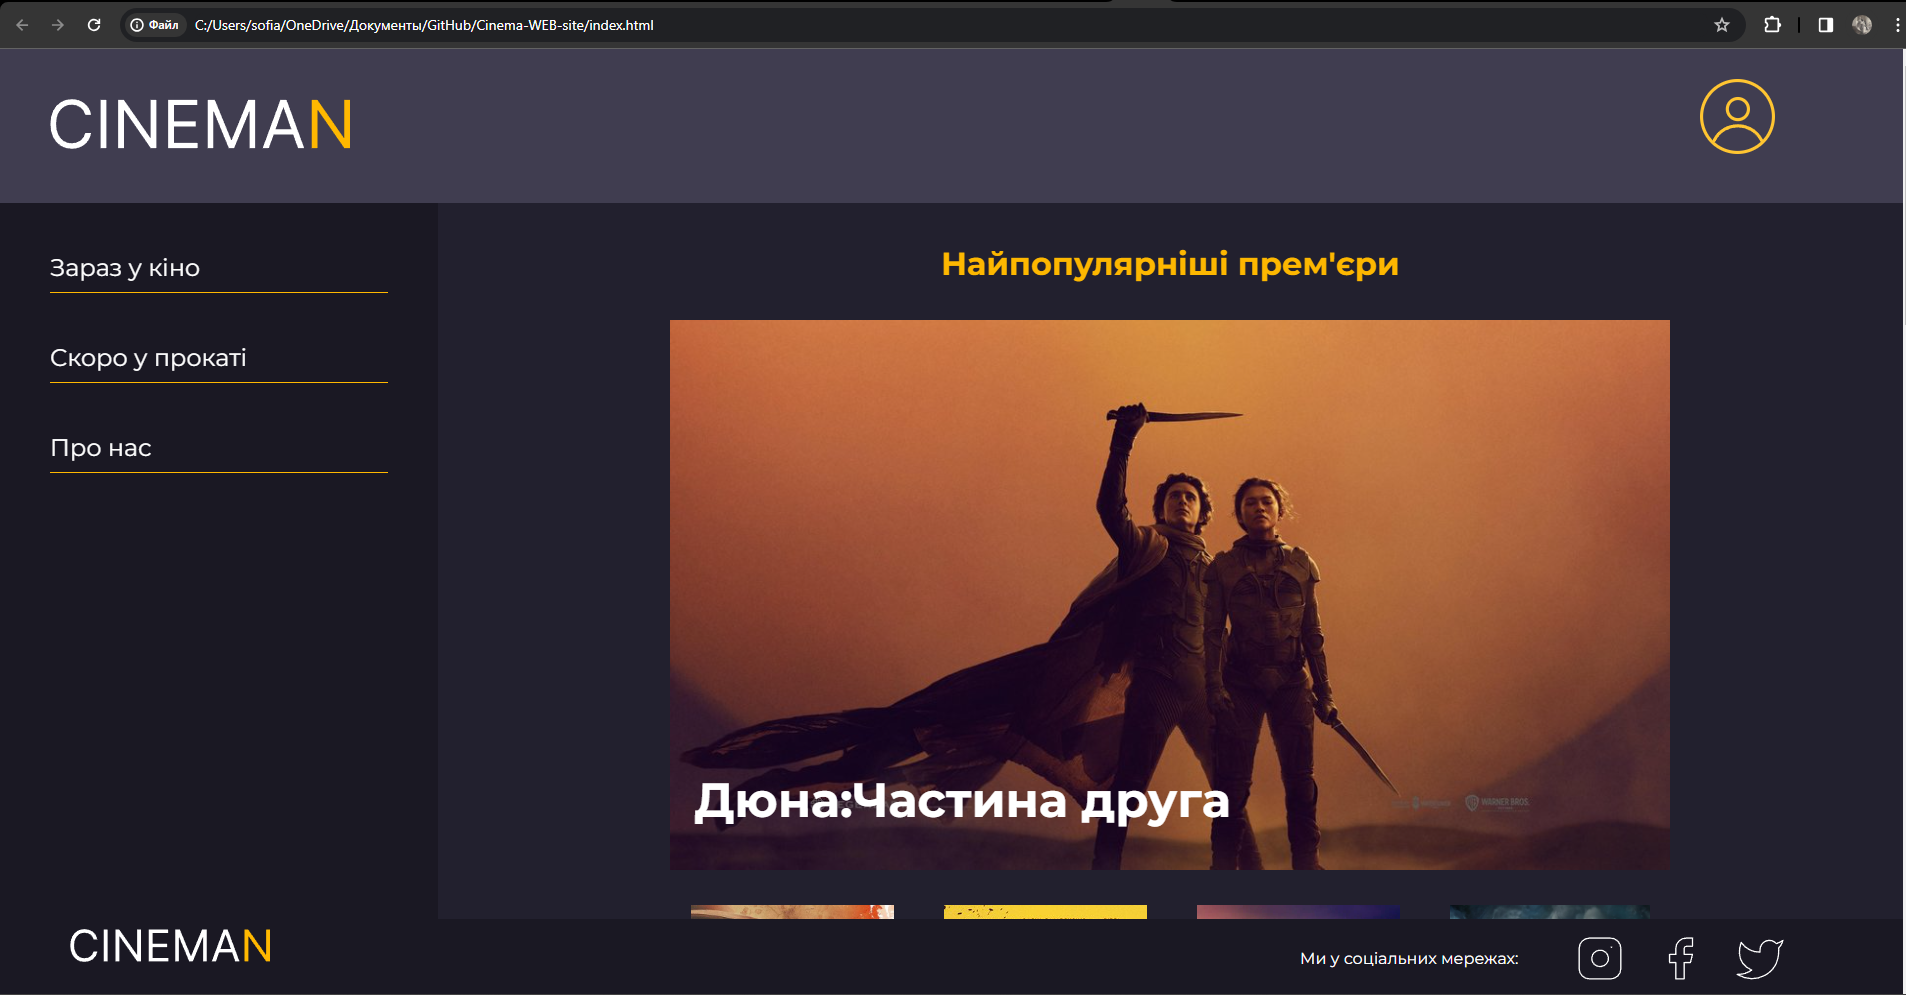 Файл C:/Users/sofia/OneDrive/Документы/GitHub/Cinema-WEB-site/index.html
CINEMAN
Зараз у кіно
Скоро у прокаті
Про нас
Найпопулярніші прем'єри
Дюна:Частина друга
WARNER BROS.
CINEMAN
Ми у соціальних мережах: